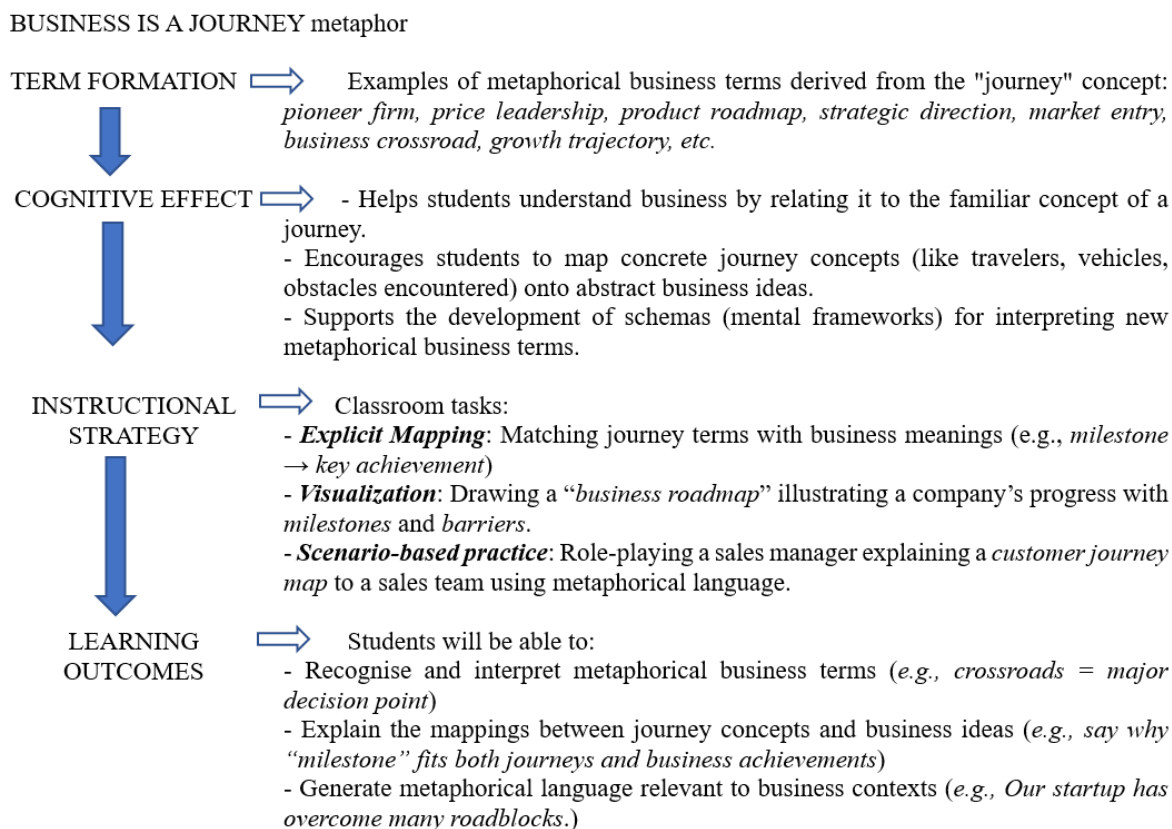 BUSINESS IS A JOURNEY metaphor
TERM FORMATION
Examples of metaphorical business terms derived from the "journey" concept:
pioneer firm, price leadership, product roadmap, strategic direction, market entry,
business crossroad, growth trajectory, etc.
COGNITIVE EFFECT
- Helps students understand business by relating it to the familiar concept of a
journey.
- Encourages students to map concrete journey concepts (like travelers, vehicles,
obstacles encountered) onto abstract business ideas.
- Supports the development of schemas (mental frameworks) for interpreting new
metaphorical business terms.
INSTRUCTIONAL
STRATEGY
Classroom tasks:
- Explicit Mapping: Matching journey terms with business meanings (e.g., milestone
→ key achievement)
- Visualization: Drawing a “business roadmap” illustrating a company’s progress with
milestones and barriers.
- Scenario-based practice: Role-playing a sales manager explaining a customer journey
map to a sales team using metaphorical language.
LEARNING
OUTCOMES
Students will be able to:
- Recognise and interpret metaphorical business terms (e.g., crossroads = major
decision point)
- Explain the mappings between journey concepts and business ideas (e.g., say why
“milestone” fits both journeys and business achievements)
- Generate metaphorical language relevant to business contexts (e.g., Our startup has
overcome many roadblocks.)